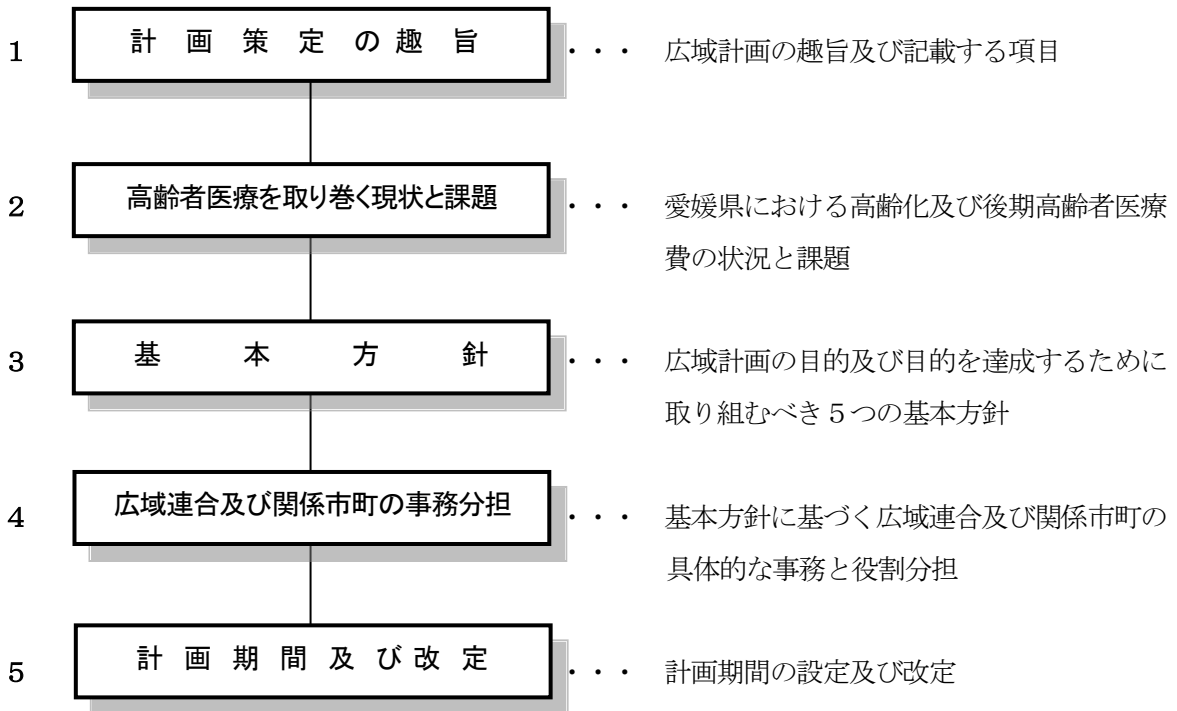 1 計画策定の趣旨 ・・・ 広域計画の趣旨及び記載する項目
2 高齢者医療を取り巻く現状と課題 ・・・ 愛媛県における高齢化及び後期高齢者医療
費の状況と課題
3 基本方針 ・・・ 広域計画の目的及び目的を達成するために
取り組むべき5つの基本方針
4 広域連合及び関係市町の事務分担 ・・・ 基本方針に基づく広域連合及び関係市町の
具体的な事務と役割分担
5 計画期間及び改定 ・・・ 計画期間の設定及び改定